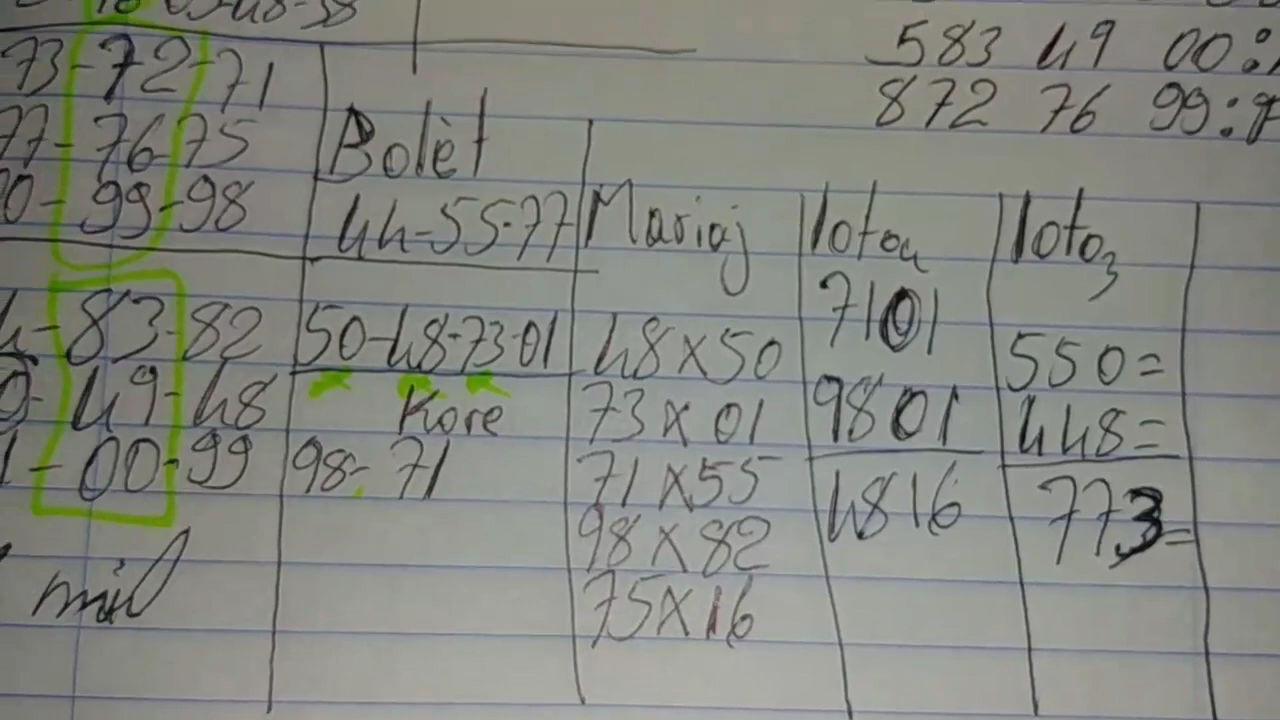 583 49 00:
872 76 99:
73-72-71
77-76-75
0-99-98
Bolèt
44-55-77
Mariaj
loto4
loto3
83-82
49-48
00-99
50-48-73-01
Kore
98-71
48x50
73x01
71x55
98x82
75x16
7101
9801
4816
550=
448=
773=